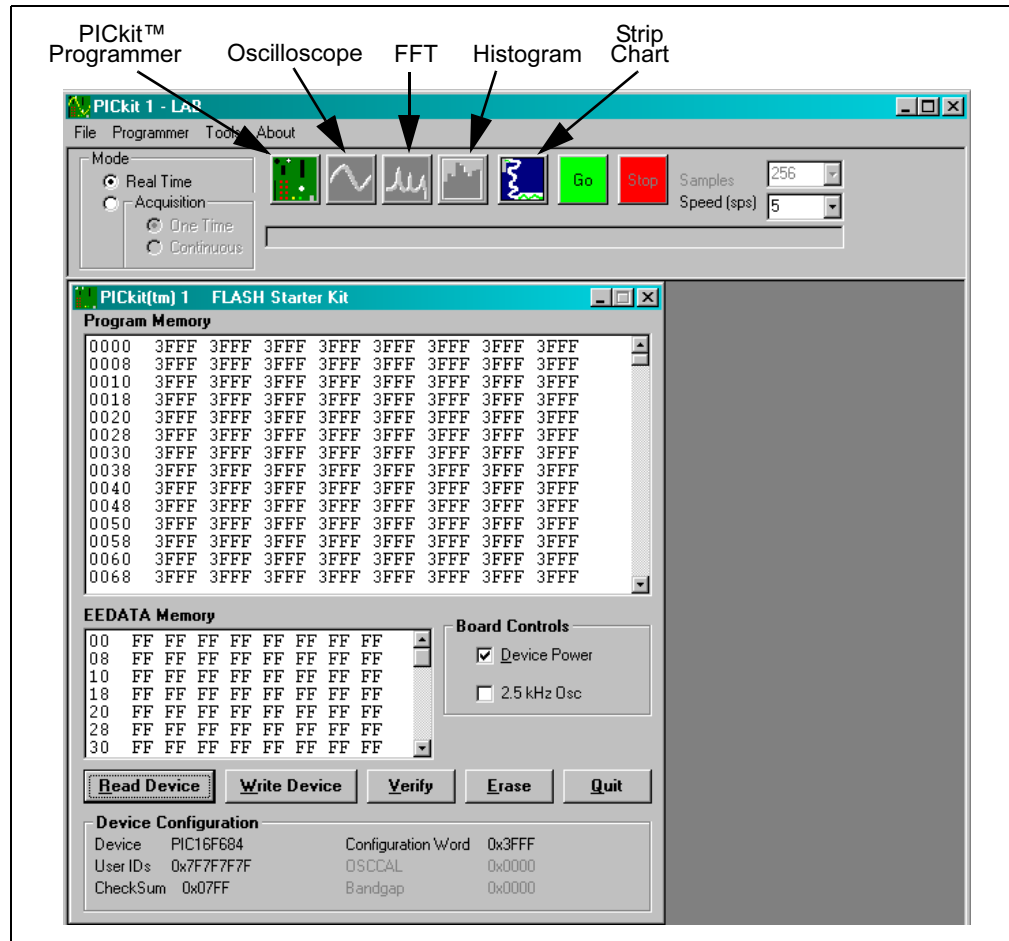 PICkit™
Programmer
Oscilloscope
FFT
Histogram
Strip
Chart
PICkit 1 - LAB
File Programmer Tools About
Mode
Real Time
Acquisition
One Time
Continuous
Go
Stop
Samples 256
Speed (sps) 5
PICkit(tm) 1 FLASH Starter Kit
Program Memory
0000 3FFF 3FFF 3FFF 3FFF 3FFF 3FFF 3FFF 3FFF
0008 3FFF 3FFF 3FFF 3FFF 3FFF 3FFF 3FFF 3FFF
0010 3FFF 3FFF 3FFF 3FFF 3FFF 3FFF 3FFF 3FFF
0018 3FFF 3FFF 3FFF 3FFF 3FFF 3FFF 3FFF 3FFF
0020 3FFF 3FFF 3FFF 3FFF 3FFF 3FFF 3FFF 3FFF
0028 3FFF 3FFF 3FFF 3FFF 3FFF 3FFF 3FFF 3FFF
0030 3FFF 3FFF 3FFF 3FFF 3FFF 3FFF 3FFF 3FFF
0038 3FFF 3FFF 3FFF 3FFF 3FFF 3FFF 3FFF 3FFF
0040 3FFF 3FFF 3FFF 3FFF 3FFF 3FFF 3FFF 3FFF
0048 3FFF 3FFF 3FFF 3FFF 3FFF 3FFF 3FFF 3FFF
0050 3FFF 3FFF 3FFF 3FFF 3FFF 3FFF 3FFF 3FFF
0058 3FFF 3FFF 3FFF 3FFF 3FFF 3FFF 3FFF 3FFF
0060 3FFF 3FFF 3FFF 3FFF 3FFF 3FFF 3FFF 3FFF
0068 3FFF 3FFF 3FFF 3FFF 3FFF 3FFF 3FFF 3FFF
EEDATA Memory
00 FF FF FF FF FF FF FF FF
08 FF FF FF FF FF FF FF FF
10 FF FF FF FF FF FF FF FF
18 FF FF FF FF FF FF FF FF
20 FF FF FF FF FF FF FF FF
28 FF FF FF FF FF FF FF FF
30 FF FF FF FF FF FF FF FF
Board Controls
Device Power
2.5 kHz Osc
Read Device Write Device Verify Erase Quit
Device Configuration
Device PIC16F684 Configuration Word 0x3FFF
User IDs 0x7F7F7F7F OSCCAL 0x0000
CheckSum 0x07FF Bandgap 0x0000